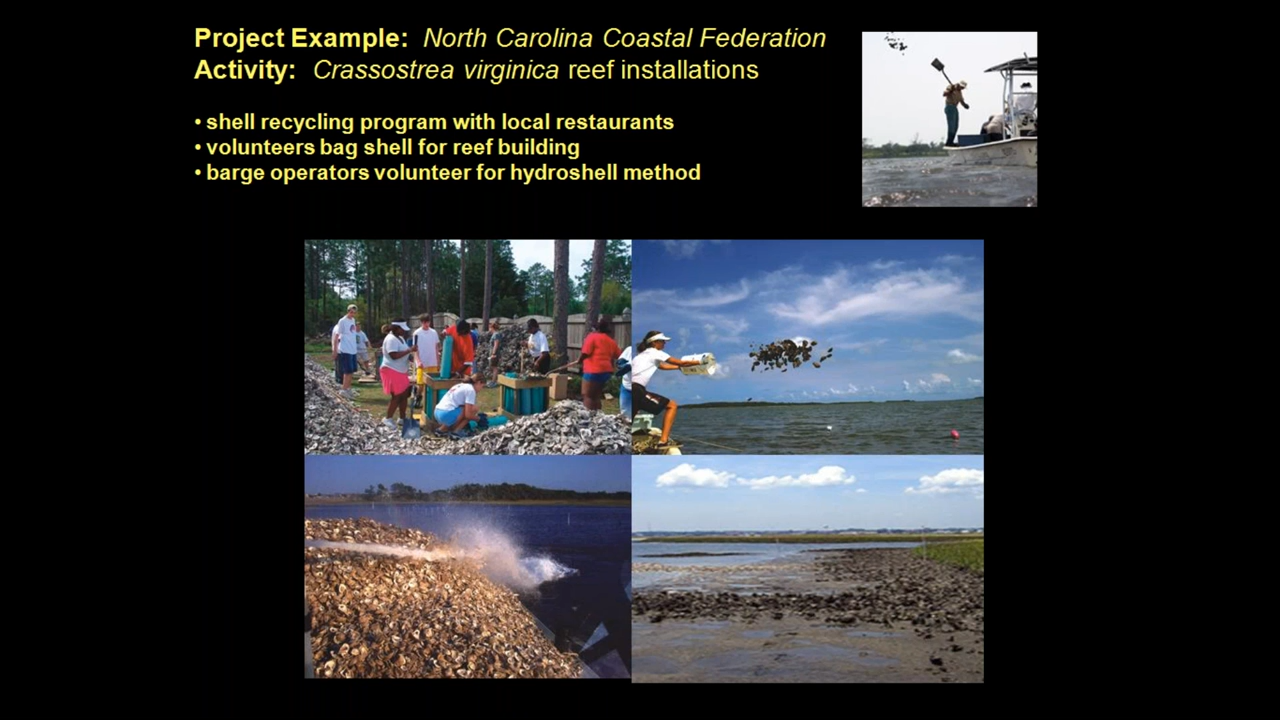 Project Example: North Carolina Coastal Federation
Activity: Crassostrea virginica reef installations
• shell recycling program with local restaurants
• volunteers bag shell for reef building
• barge operators volunteer for hydroshell method